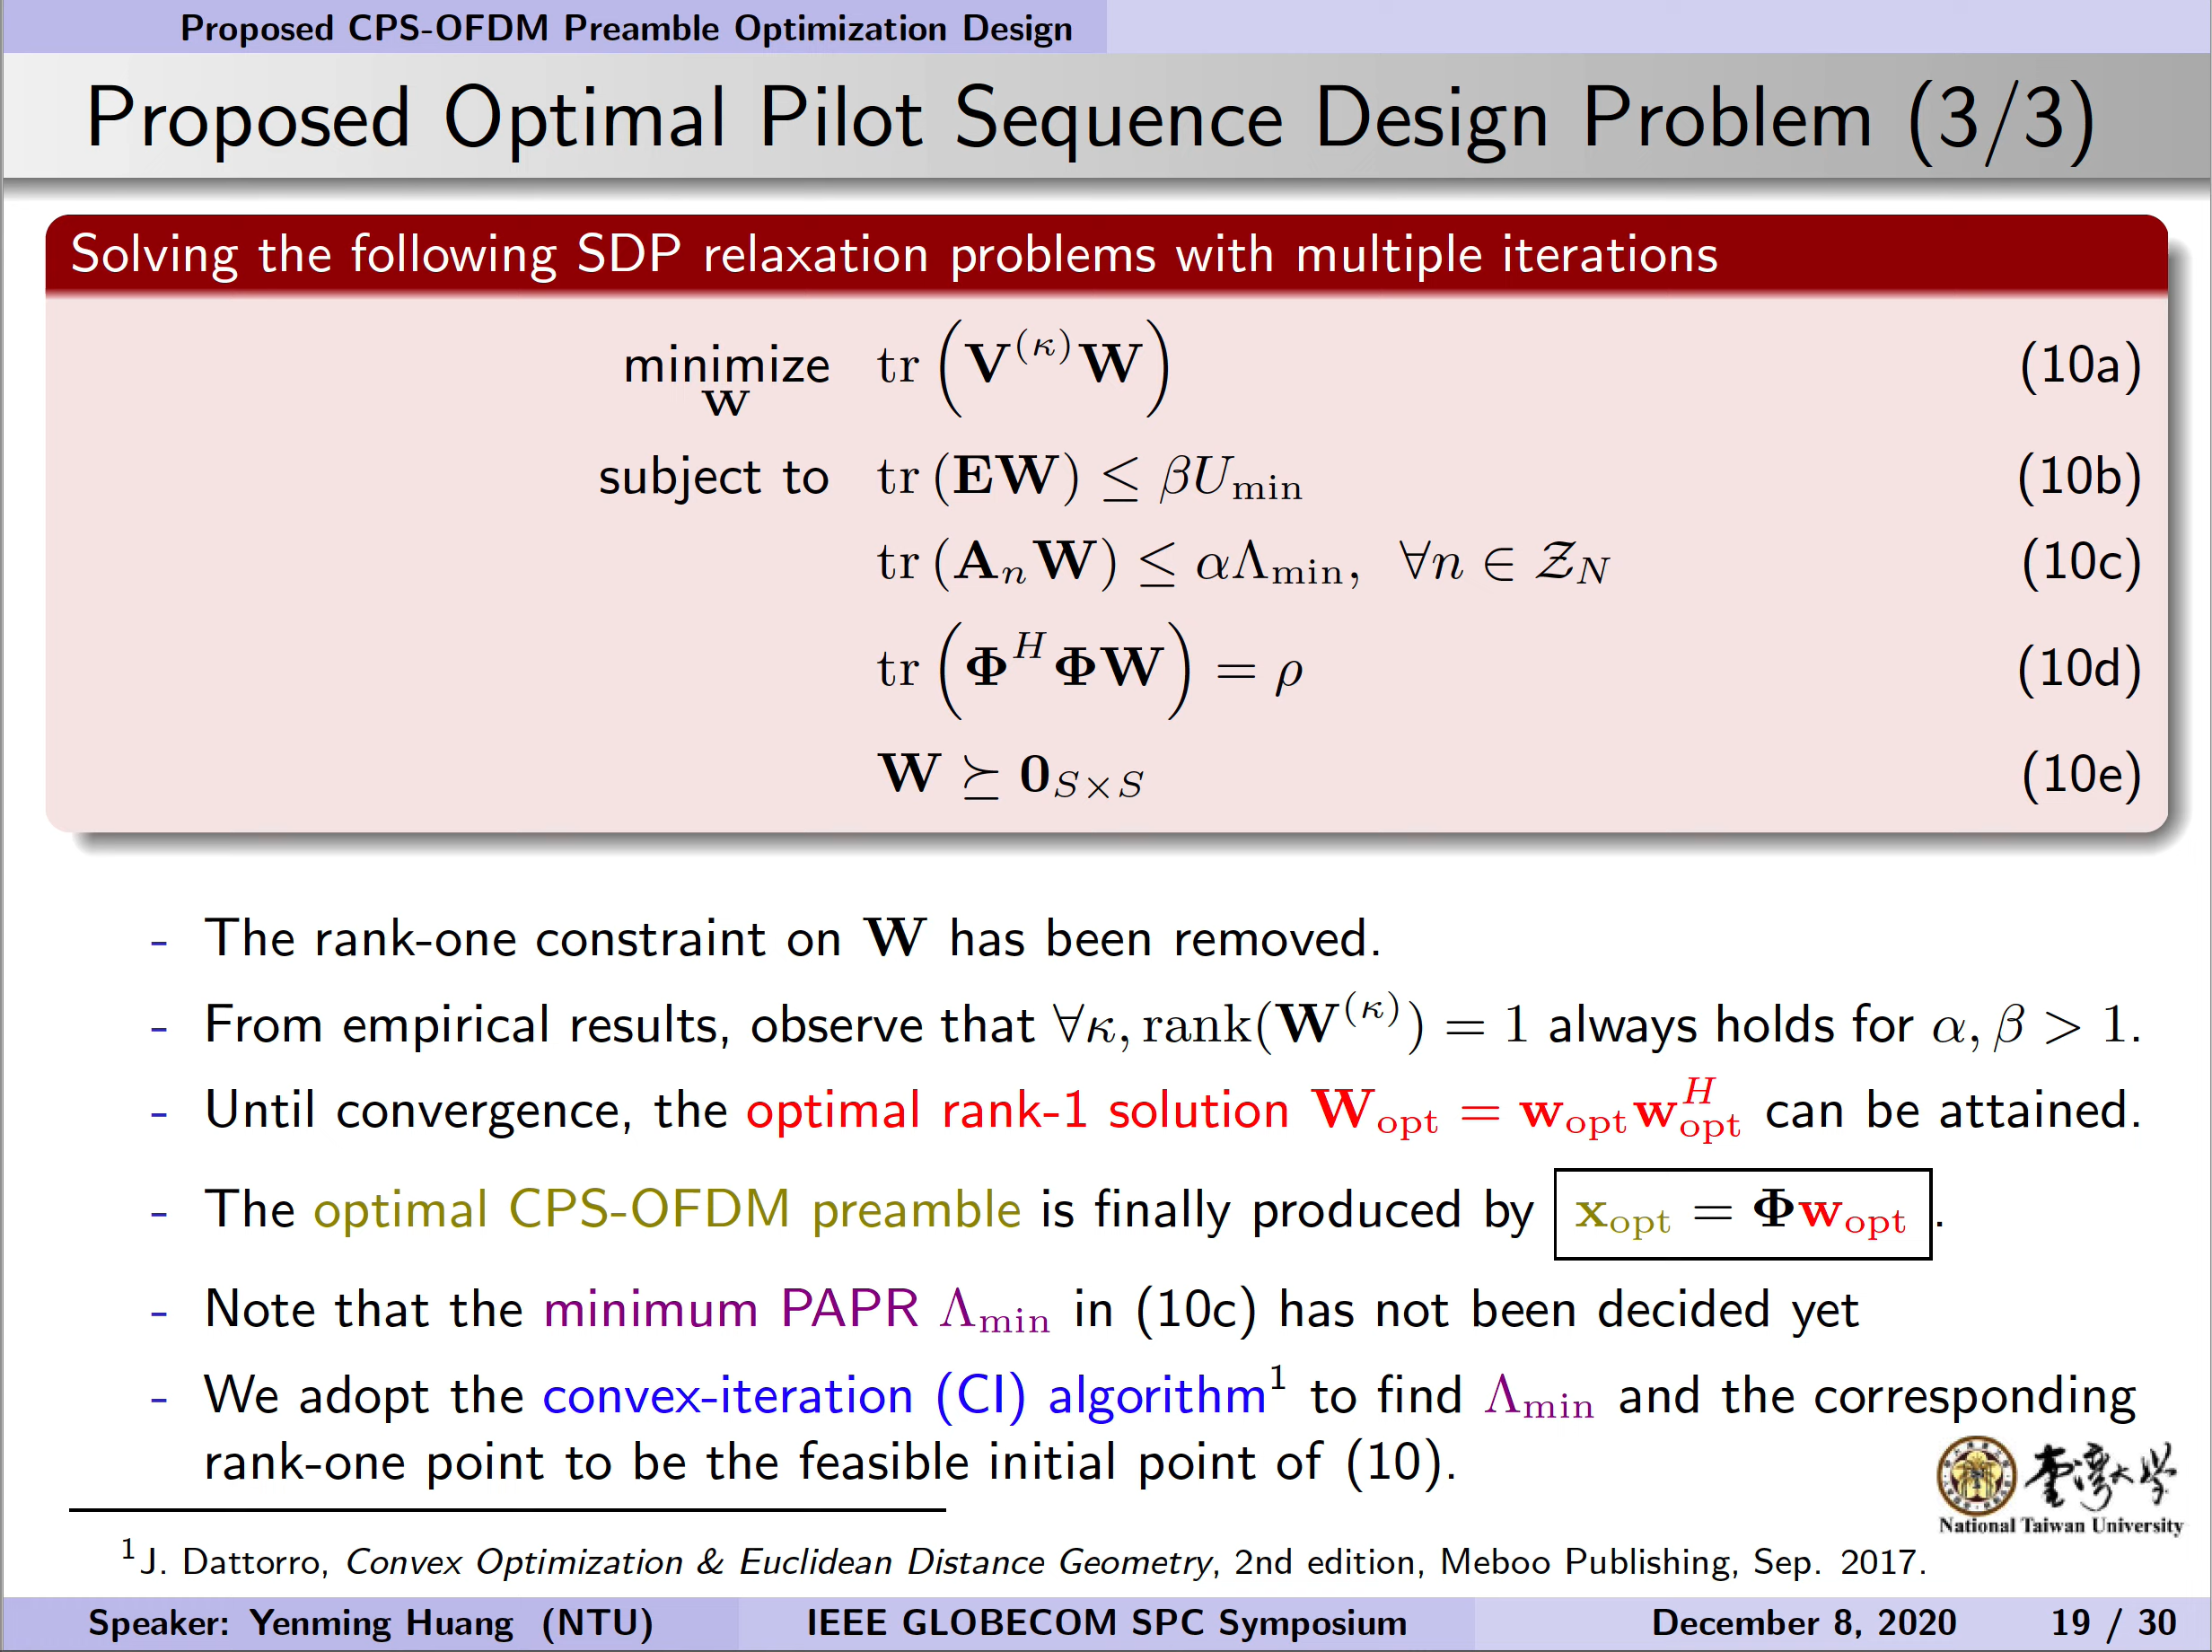 Proposed CPS-OFDM Preamble Optimization Design
Proposed Optimal Pilot Sequence Design Problem (3/3)
Solving the following SDP relaxation problems with multiple iterations
minimize_𝐖 tr (𝐕^(κ) 𝐖) (10a)
subject to tr (𝐄𝐖) ≤ βU_min (10b)
tr (𝐀_n 𝐖) ≤ αΛ_min, ∀n ∈ 𝒵_N (10c)
tr (𝚽^H 𝚽𝐖) = ρ (10d)
𝐖 ⪰ 𝟎_{S×S} (10e)
- The rank-one constraint on 𝐖 has been removed.
- From empirical results, observe that ∀κ, rank(𝐖^(κ)) = 1 always holds for α, β > 1.
- Until convergence, the optimal rank-1 solution 𝐖_opt = 𝐰_opt 𝐰_opt^H can be attained.
- The optimal CPS-OFDM preamble is finally produced by 𝐱_opt = 𝚽𝐰_opt .
- Note that the minimum PAPR Λ_min in (10c) has not been decided yet
- We adopt the convex-iteration (CI) algorithm¹ to find Λ_min and the corresponding
rank-one point to be the feasible initial point of (10).
臺灣大學
National Taiwan University
¹J. Dattorro, Convex Optimization & Euclidean Distance Geometry, 2nd edition, Meboo Publishing, Sep. 2017.
Speaker: Yenming Huang (NTU) IEEE GLOBECOM SPC Symposium December 8, 2020 19 / 30